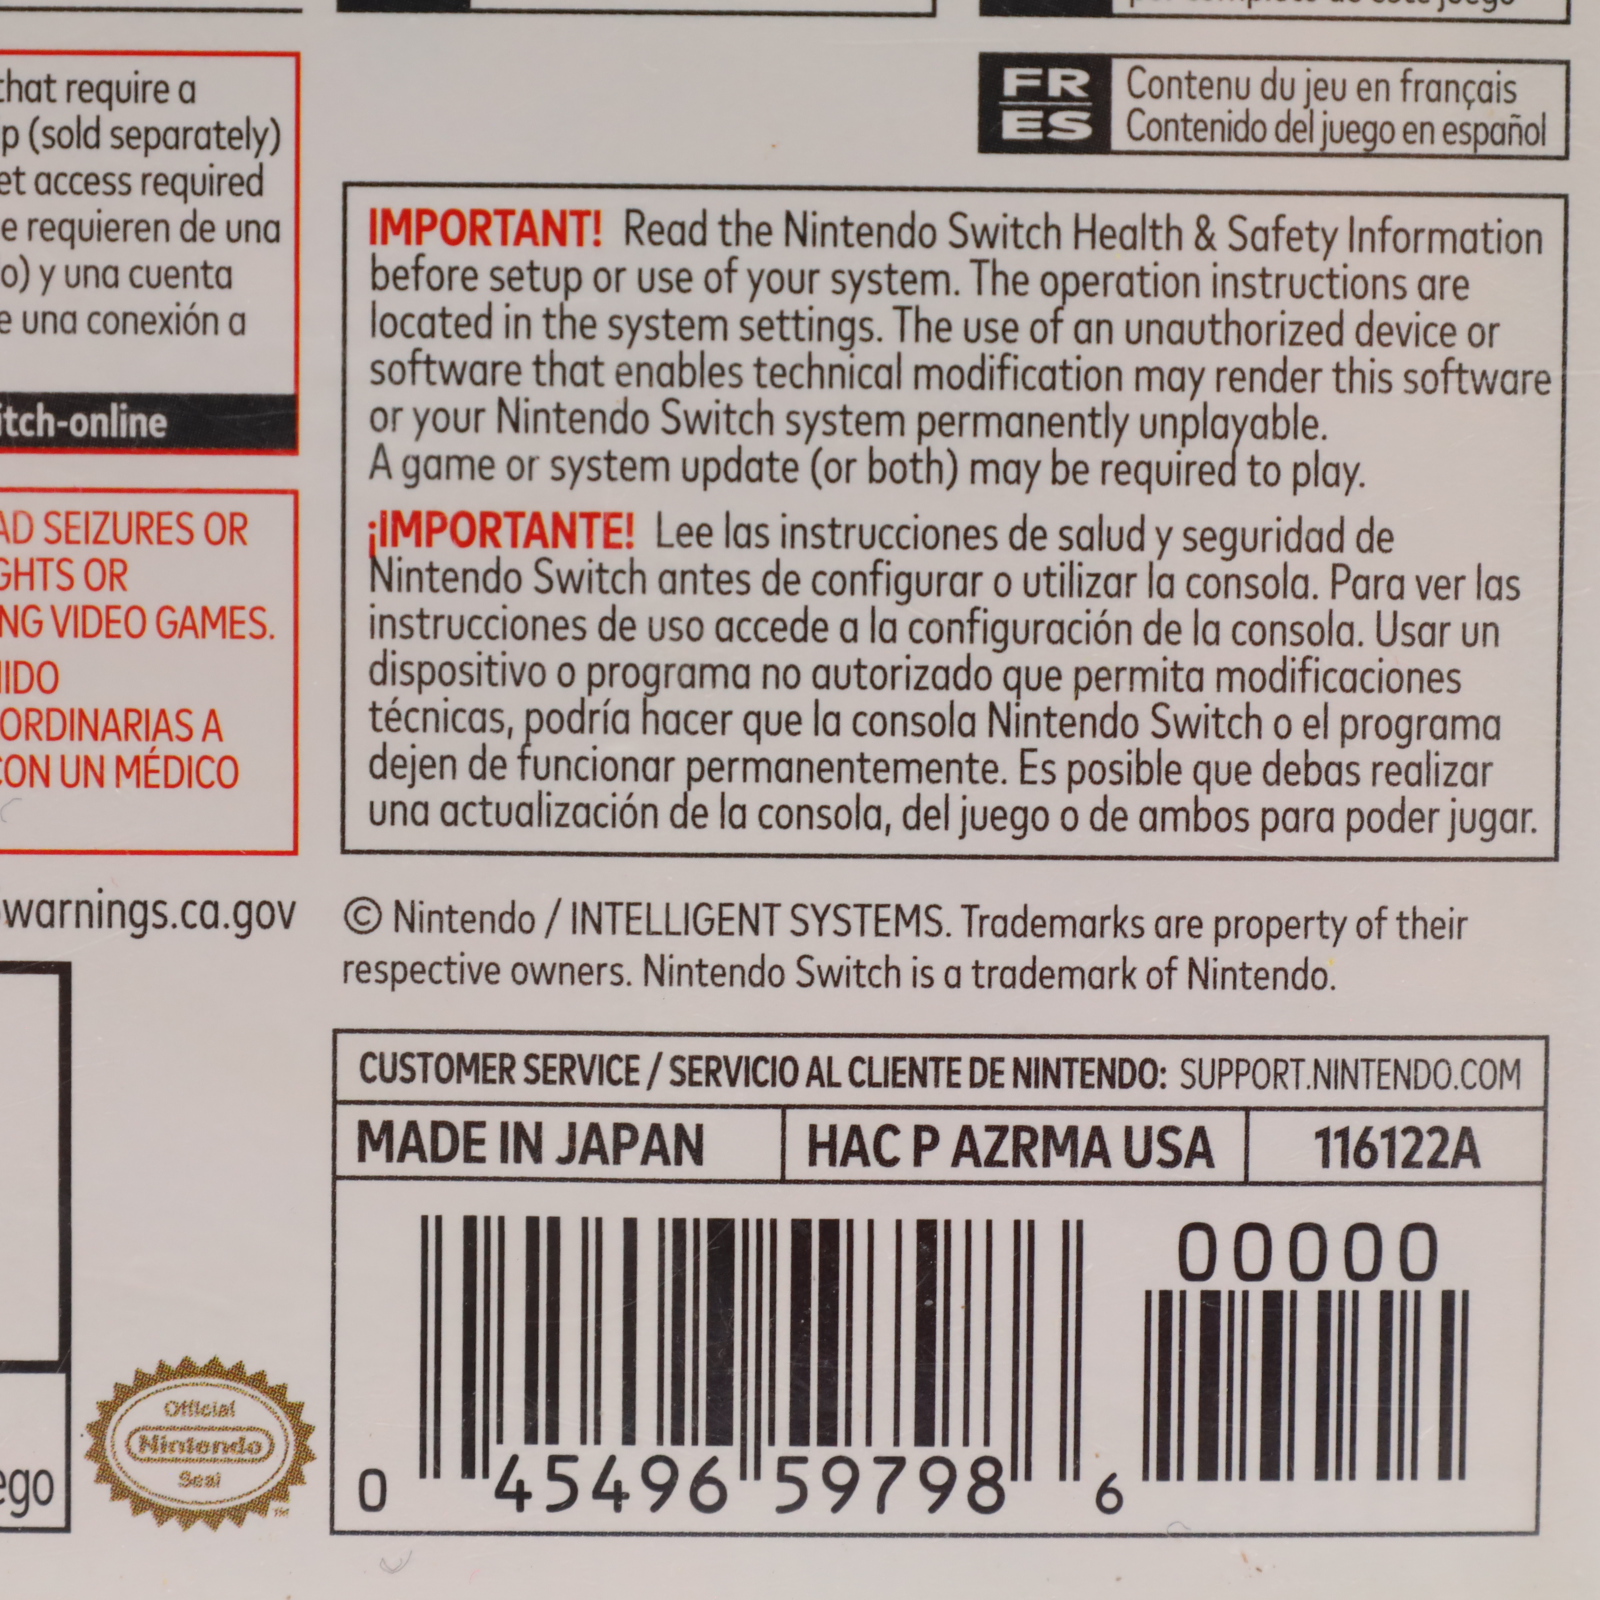 that require a
p (sold separately)
et access required
e requieren de una
o) y una cuenta
e una conexión a
itch-online
AD SEIZURES OR
GHTS OR
NG VIDEO GAMES.
NIDO
ORDINARIAS A
CON UN MÉDICO
warnings.ca.gov
ego
Official
Nintendo
Seal
™
por completo de este juego
FR
ES
Contenu du jeu en français
Contenido del juego en español
IMPORTANT! Read the Nintendo Switch Health & Safety Information
before setup or use of your system. The operation instructions are
located in the system settings. The use of an unauthorized device or
software that enables technical modification may render this software
or your Nintendo Switch system permanently unplayable.
A game or system update (or both) may be required to play.
¡IMPORTANTE! Lee las instrucciones de salud y seguridad de
Nintendo Switch antes de configurar o utilizar la consola. Para ver las
instrucciones de uso accede a la configuración de la consola. Usar un
dispositivo o programa no autorizado que permita modificaciones
técnicas, podría hacer que la consola Nintendo Switch o el programa
dejen de funcionar permanentemente. Es posible que debas realizar
una actualización de la consola, del juego o de ambos para poder jugar.
© Nintendo / INTELLIGENT SYSTEMS. Trademarks are property of their
respective owners. Nintendo Switch is a trademark of Nintendo.
CUSTOMER SERVICE / SERVICIO AL CLIENTE DE NINTENDO: SUPPORT.NINTENDO.COM
MADE IN JAPAN
HAC P AZRMA USA
116122A
00000
0 45496 59798 6